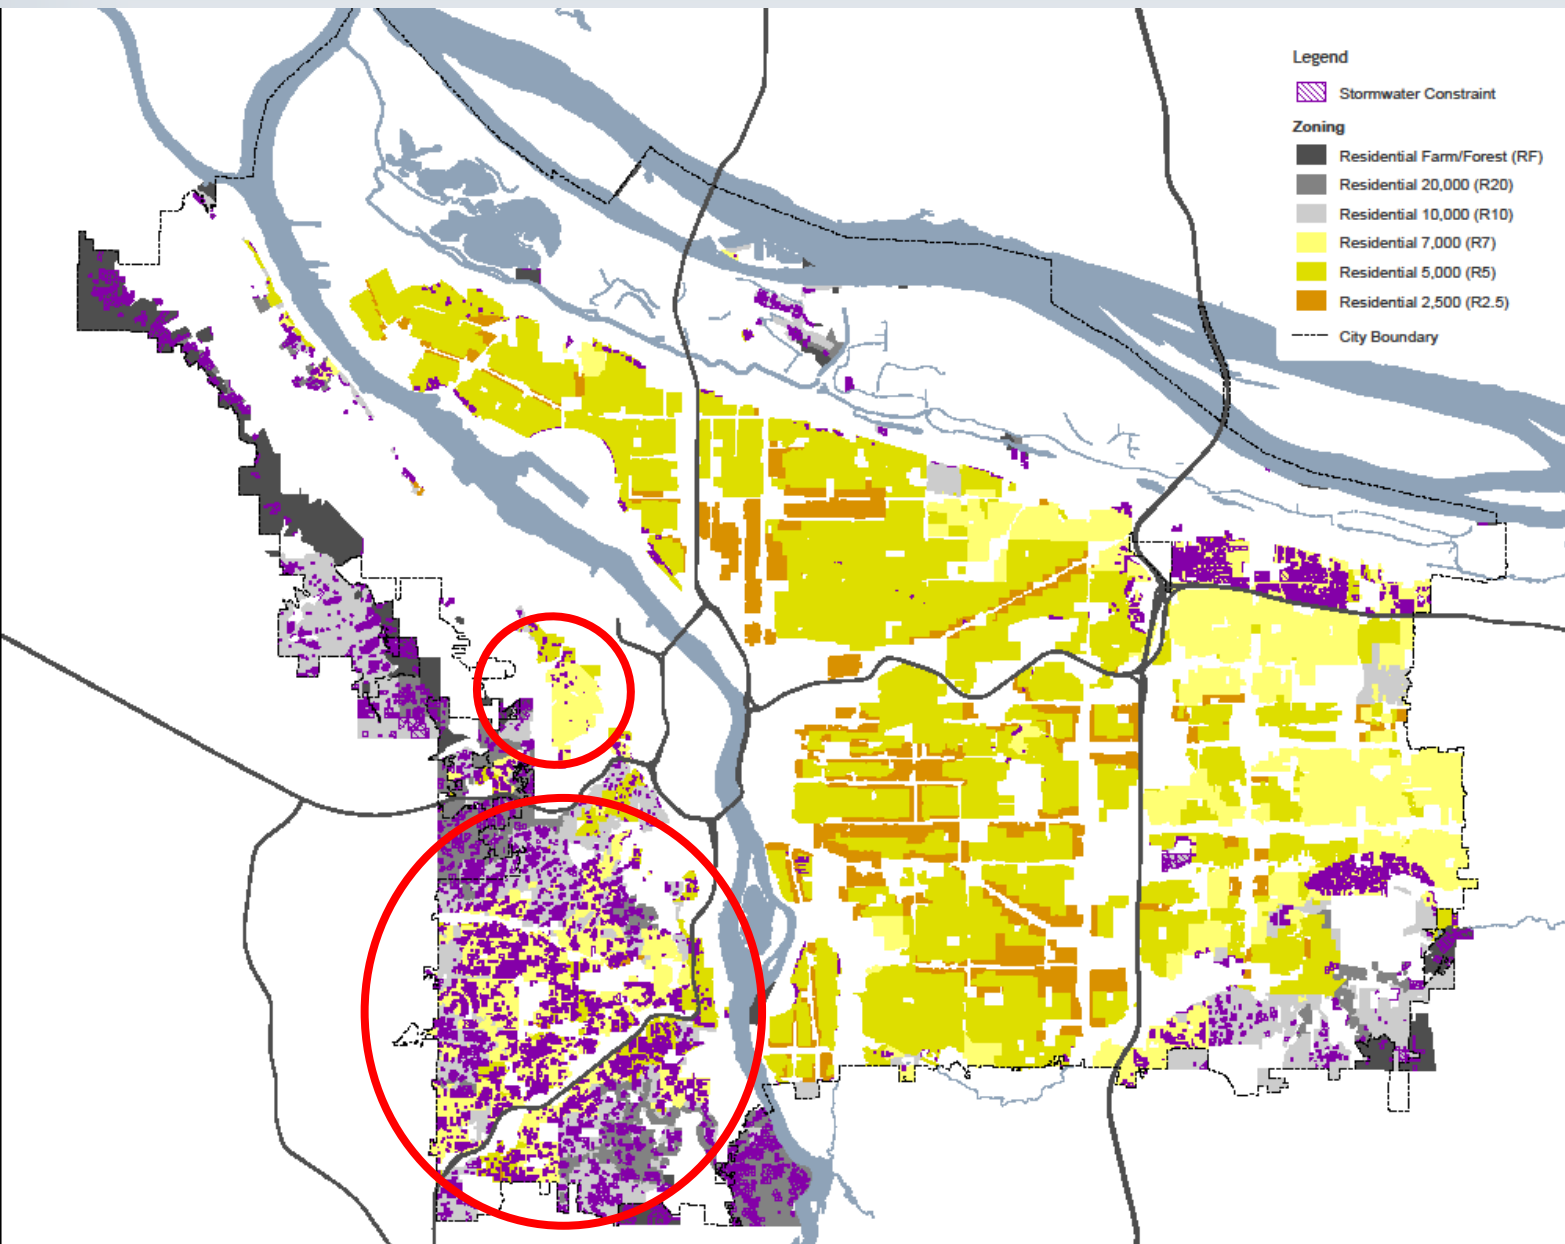 Legend
Stormwater Constraint
Zoning
Residential Farm/Forest (RF)
Residential 20,000 (R20)
Residential 10,000 (R10)
Residential 7,000 (R7)
Residential 5,000 (R5)
Residential 2,500 (R2.5)
City Boundary